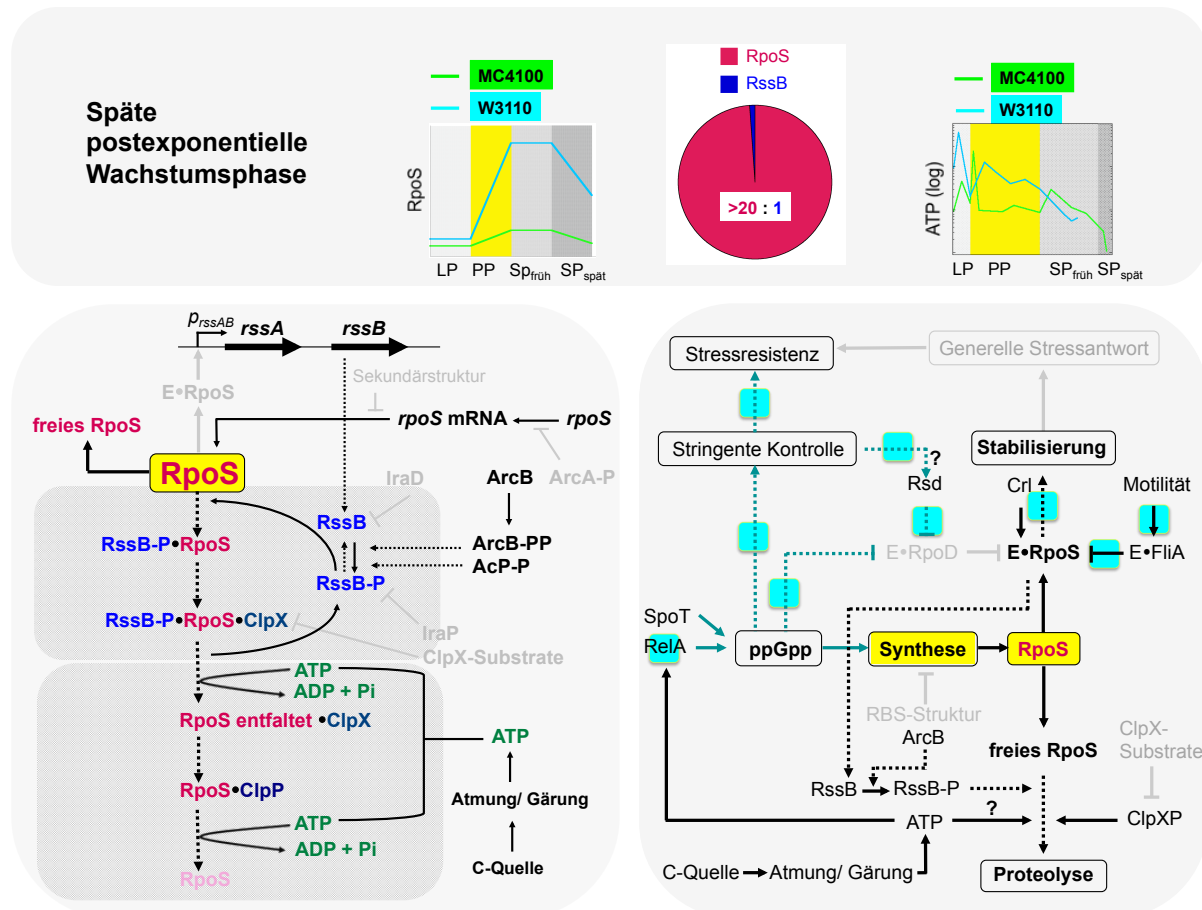 Späte
postexponentielle
Wachstumsphase
MC4100
W3110
RpoS
LP PP Sp früh SP spät
RpoS
RssB
>20 : 1
MC4100
W3110
ATP (log)
LP PP SP früh SP spät
p rssAB
rssA
rssB
Sekundärstruktur
E•RpoS
freies RpoS
rpoS mRNA
rpoS
RpoS
ArcA-P
IraD
ArcB
RssB
RssB-P•RpoS
ArcB-PP
AcP-P
RssB-P
RssB-P•RpoS•ClpX
IraP
ClpX-Substrate
ATP
ADP + Pi
RpoS entfaltet •ClpX
ATP
RpoS•ClpP
Atmung/ Gärung
ATP
ADP + Pi
C-Quelle
RpoS
Stressresistenz
Generelle Stressantwort
Stringente Kontrolle
Stabilisierung
?
Rsd
Crl
Motilität
E•RpoD
E•RpoS
E•FliA
SpoT
RelA
ppGpp
Synthese
RpoS
RBS-Struktur
ArcB
freies RpoS
ClpX-
Substrate
RssB
RssB-P
?
ATP
ClpXP
C-Quelle
Atmung/ Gärung
Proteolyse